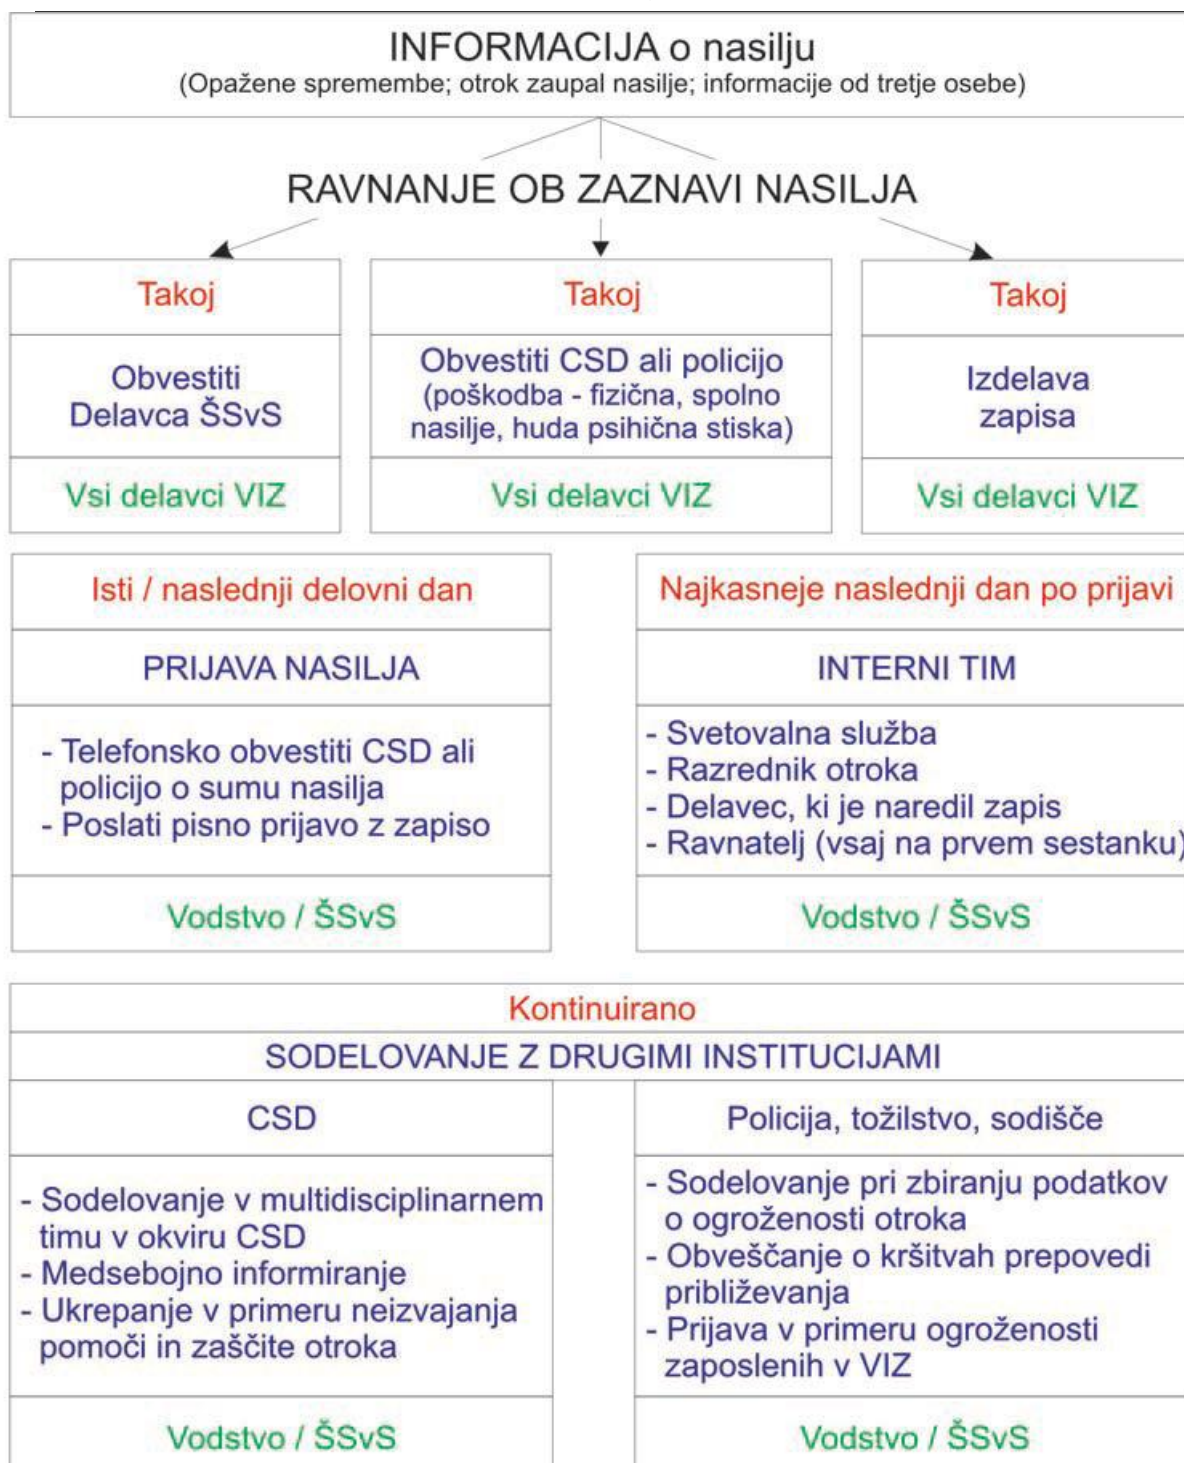 INFORMACIJA o nasilju
(Opažene spremembe; otrok zaupal nasilje; informacije od tretje osebe)
RAVNANJE OB ZAZNAVI NASILJA
Takoj
Obvestiti
Delavca ŠSvS
Vsi delavci VIZ
Takoj
Obvestiti CSD ali policijo
(poškodba - fizična, spolno
nasilje, huda psihična stiska)
Vsi delavci VIZ
Takoj
Izdelava
zapisa
Vsi delavci VIZ
Isti / naslednji delovni dan
PRIJAVA NASILJA
- Telefonsko obvestiti CSD ali
policijo o sumu nasilja
- Poslati pisno prijavo z zapiso
Vodstvo / ŠSvS
Najkasneje naslednji dan po prijavi
INTERNI TIM
- Svetovalna služba
- Razrednik otroka
- Delavec, ki je naredil zapis
- Ravnatelj (vsaj na prvem sestanku)
Vodstvo / ŠSvS
Kontinuirano
SODELOVANJE Z DRUGIMI INSTITUCIJAMI
CSD
- Sodelovanje v multidisciplinarnem
timu v okviru CSD
- Medsebojno informiranje
- Ukrepanje v primeru neizvajanja
pomoči in zaščite otroka
Vodstvo / ŠSvS
Policija, tožilstvo, sodišče
- Sodelovanje pri zbiranju podatkov
o ogroženosti otroka
- Obveščanje o kršitvah prepovedi
približevanja
- Prijava v primeru ogroženosti
zaposlenih v VIZ
Vodstvo / ŠSvS